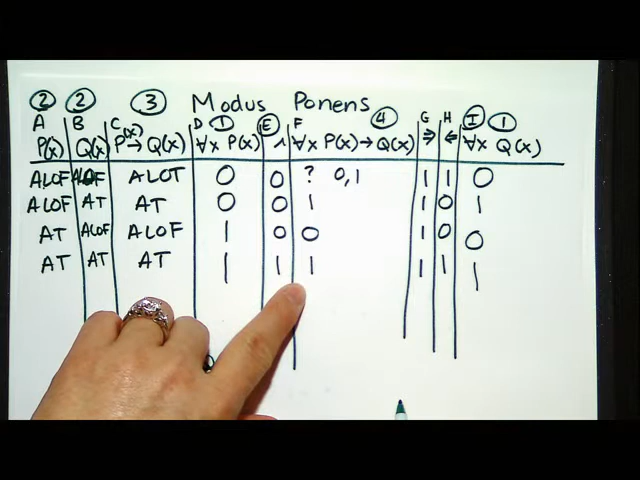 ② ② ③ Modus Ponens
A B C D ① E F ④ G H I ①
P(x) Q(x) P(x)→Q(x) ∀x P(x) ∧ ∀x P(x)→Q(x) ⇒ ⇐ ∀x Q(x)
ALOF ALOF ALOT 0 0 ? 0,1 1 1 0
ALOF AT AT 0 0 1 1 0 1
AT ALOF ALOF 1 0 0 1 0 0
AT AT AT 1 1 1 1 1 1